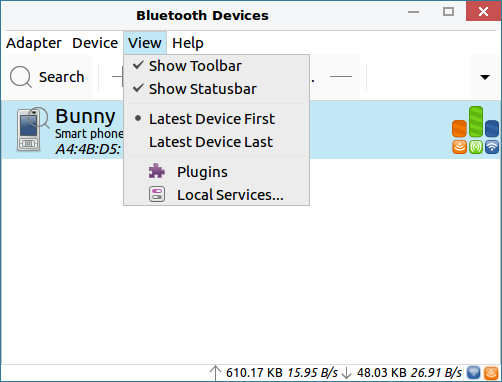 Bluetooth Devices
Adapter Device View Help
Search
Show Toolbar
Show Statusbar
Latest Device First
Latest Device Last
Plugins
Local Services...
Bunny
Smart phone
A4:4B:D5:
610.17 KB 15.95 B/s 48.03 KB 26.91 B/s